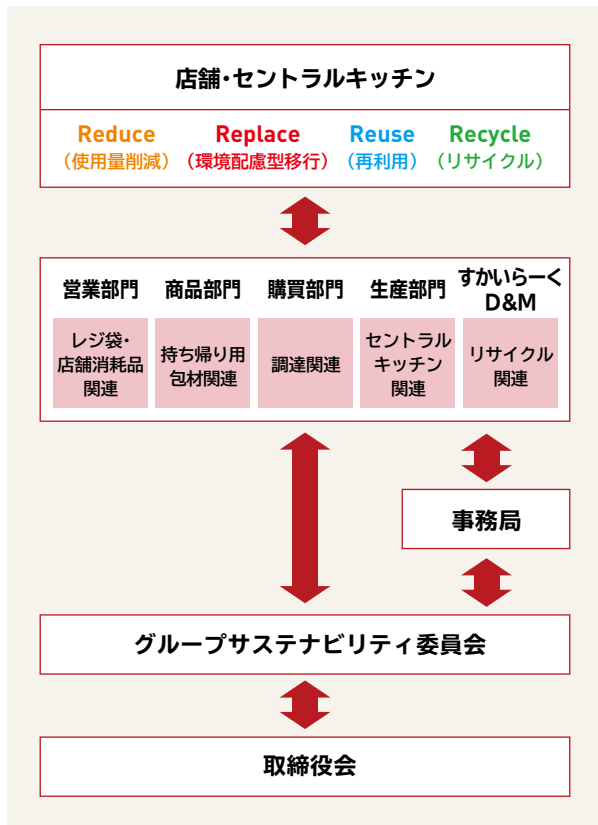 店舗・セントラルキッチン
Reduce Replace Reuse Recycle
（使用量削減） （環境配慮型移行） （再利用） （リサイクル）
営業部門 商品部門 購買部門 生産部門 すかいらーく
D&M
レジ袋・
店舗消耗品
関連
持ち帰り用
包材関連
調達関連
セントラル
キッチン
関連
リサイクル
関連
事務局
グループサステナビリティ委員会
取締役会